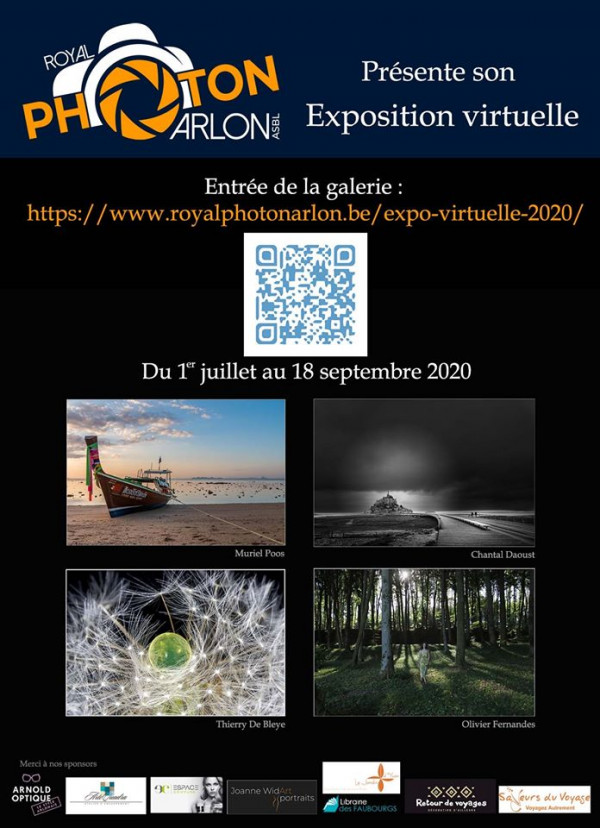 ROYAL
PHOTON
ARLON ASBL
Présente son
Exposition virtuelle
Entrée de la galerie :
https://www.royalphotonarlon.be/expo-virtuelle-2020/
Du 1er juillet au 18 septembre 2020
Muriel Poos
Chantal Daoust
Thierry De Bleye
Olivier Fernandes
Merci à nos sponsors
ARNOLD
OPTIQUE
ESPACE
Joanne WidArt
portraits
Librairie
des FAUBOURGS
Retour de voyages
Saveurs du Voyage
Voyagez Autrement